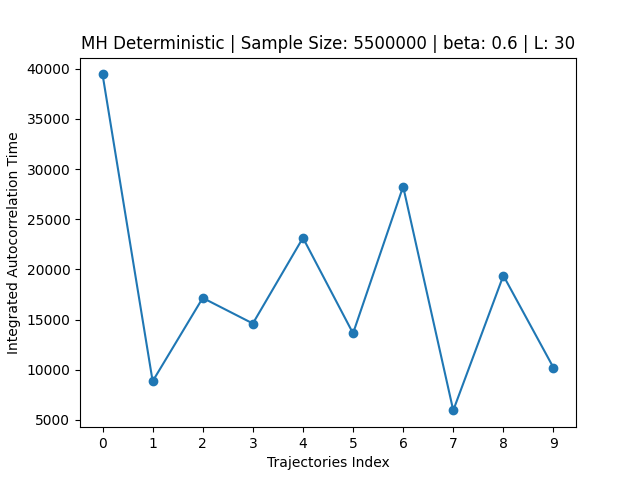 MH Deterministic | Sample Size: 5500000 | beta: 0.6 | L: 30
40000
35000
30000
25000
20000
15000
10000
5000
Integrated Autocorrelation Time
0 1 2 3 4 5 6 7 8 9
Trajectories Index